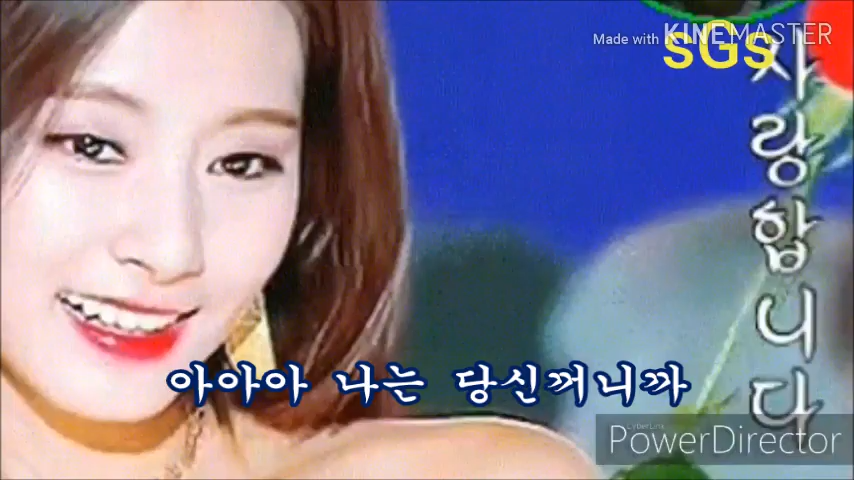 Made with KINEMASTER
SGS
사랑합니다
아아아 나는 당신꺼니까
CyberLink
PowerDirector